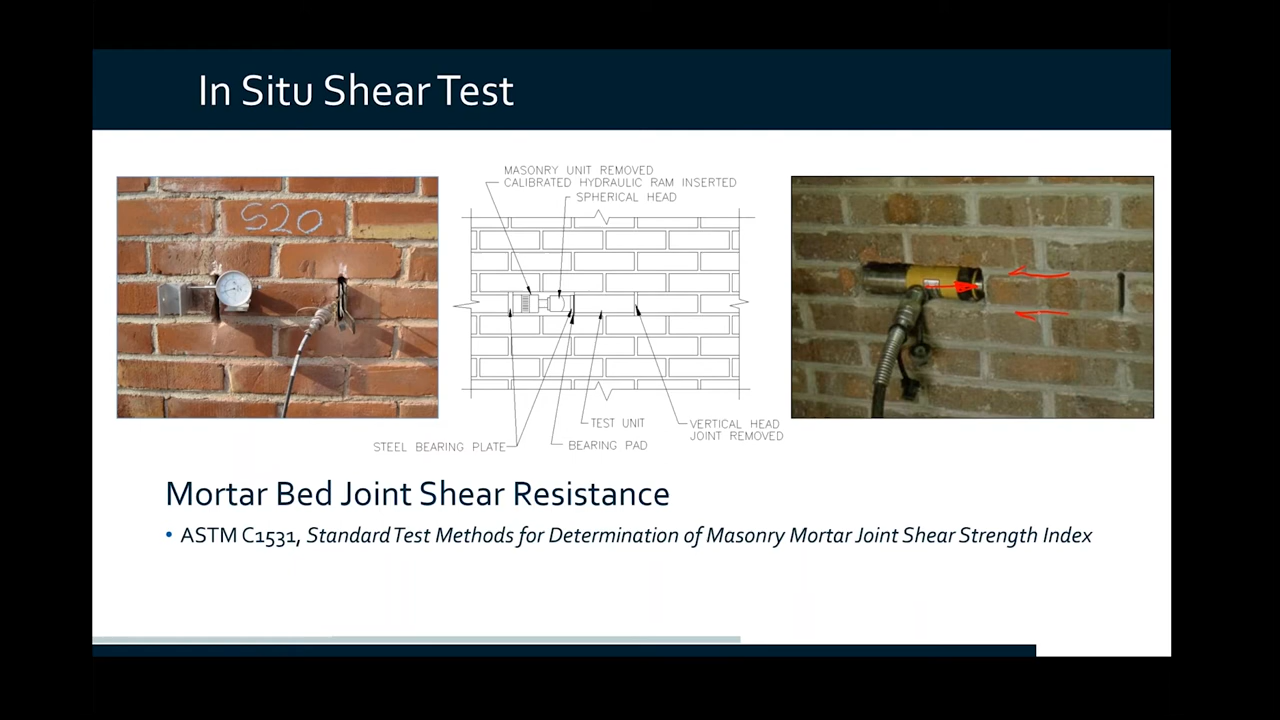 In Situ Shear Test
S20
MASONRY UNIT REMOVED
CALIBRATED HYDRAULIC RAM INSERTED
SPHERICAL HEAD
TEST UNIT
VERTICAL HEAD
JOINT REMOVED
STEEL BEARING PLATE
BEARING PAD
Mortar Bed Joint Shear Resistance
• ASTM C1531, Standard Test Methods for Determination of Masonry Mortar Joint Shear Strength Index